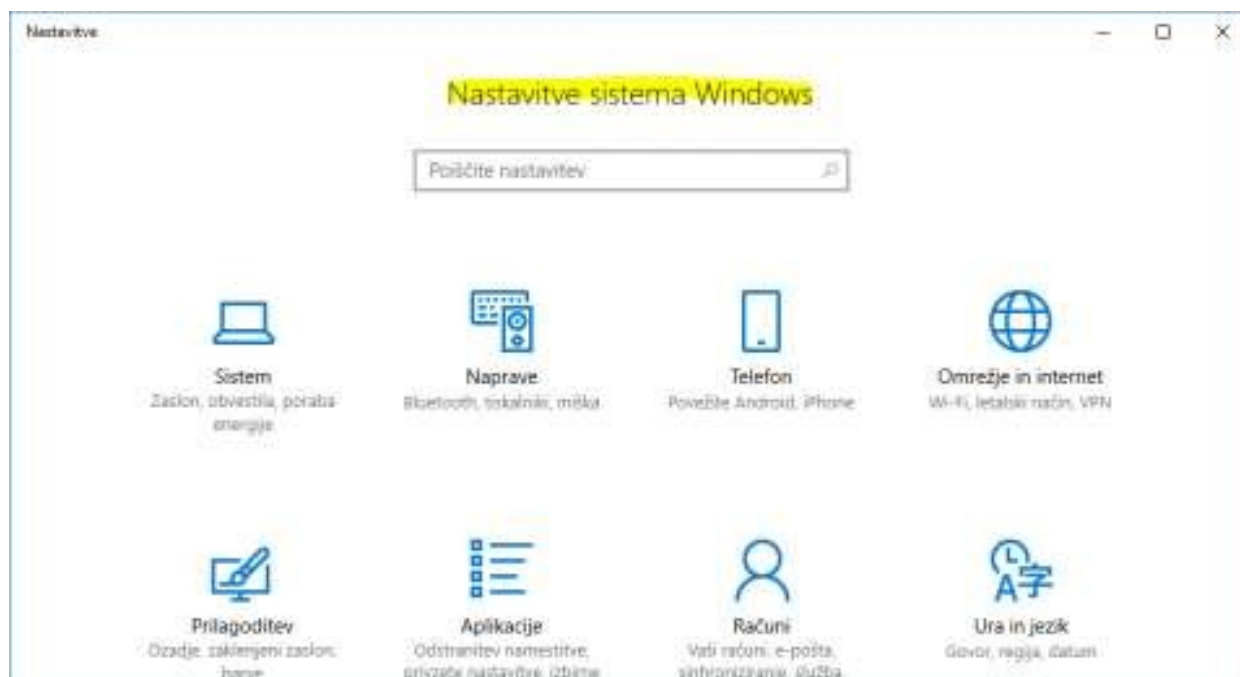 Nastavitve
Nastavitve sistema Windows
Poiščite nastavitev
Sistem
Zaslon, obvestila, poraba
energije
Naprave
Bluetooth, tiskalniki, miška
Telefon
Povežite Android, iPhone
Omrežje in internet
Wi-Fi, letalski način, VPN
Prilagoditev
Ozadje, zaklenjeni zaslon,
barve
Aplikacije
Odstranitev namestitve,
privzete nastavitve, izbirne
Računi
Vaši računi, e-pošta,
sinhroniziranje, služba,
Ura in jezik
Govor, regija, datum